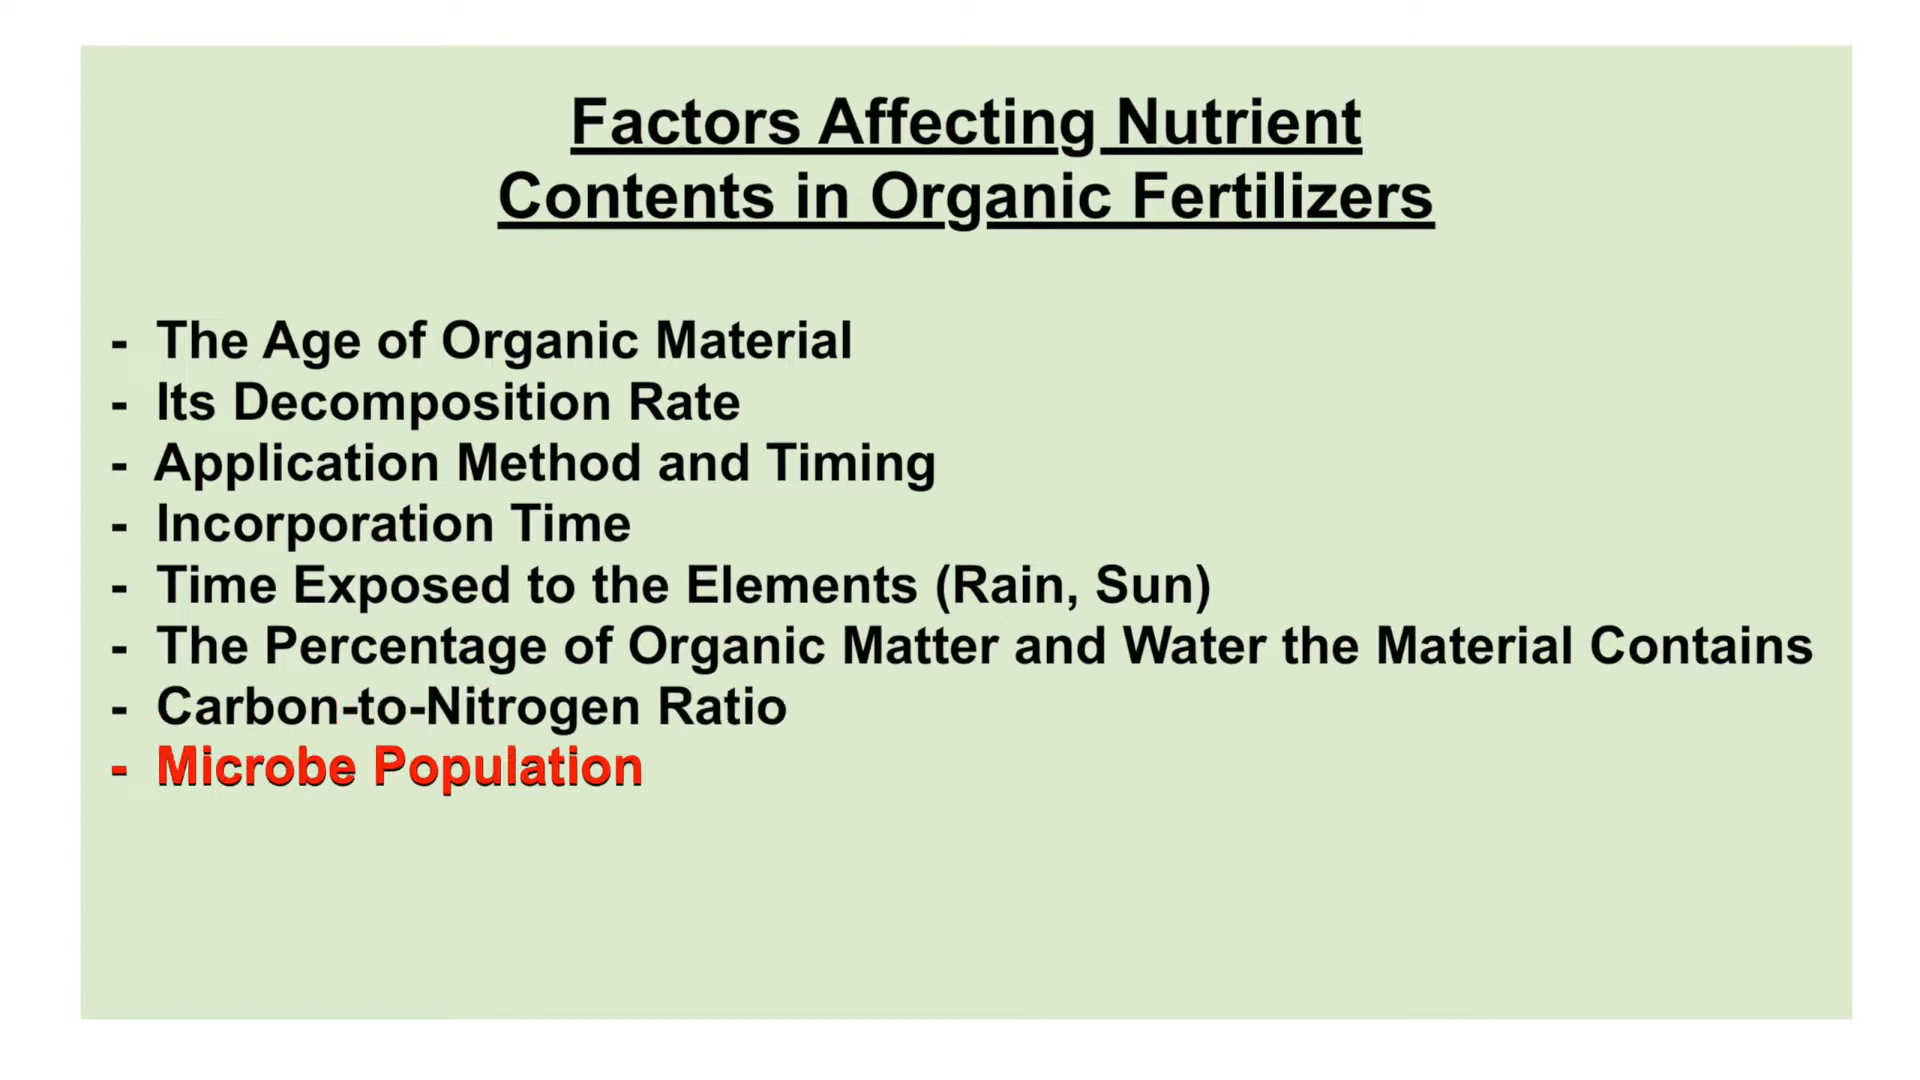 Factors Affecting Nutrient
Contents in Organic Fertilizers
- The Age of Organic Material
- Its Decomposition Rate
- Application Method and Timing
- Incorporation Time
- Time Exposed to the Elements (Rain, Sun)
- The Percentage of Organic Matter and Water the Material Contains
- Carbon-to-Nitrogen Ratio
- Microbe Population